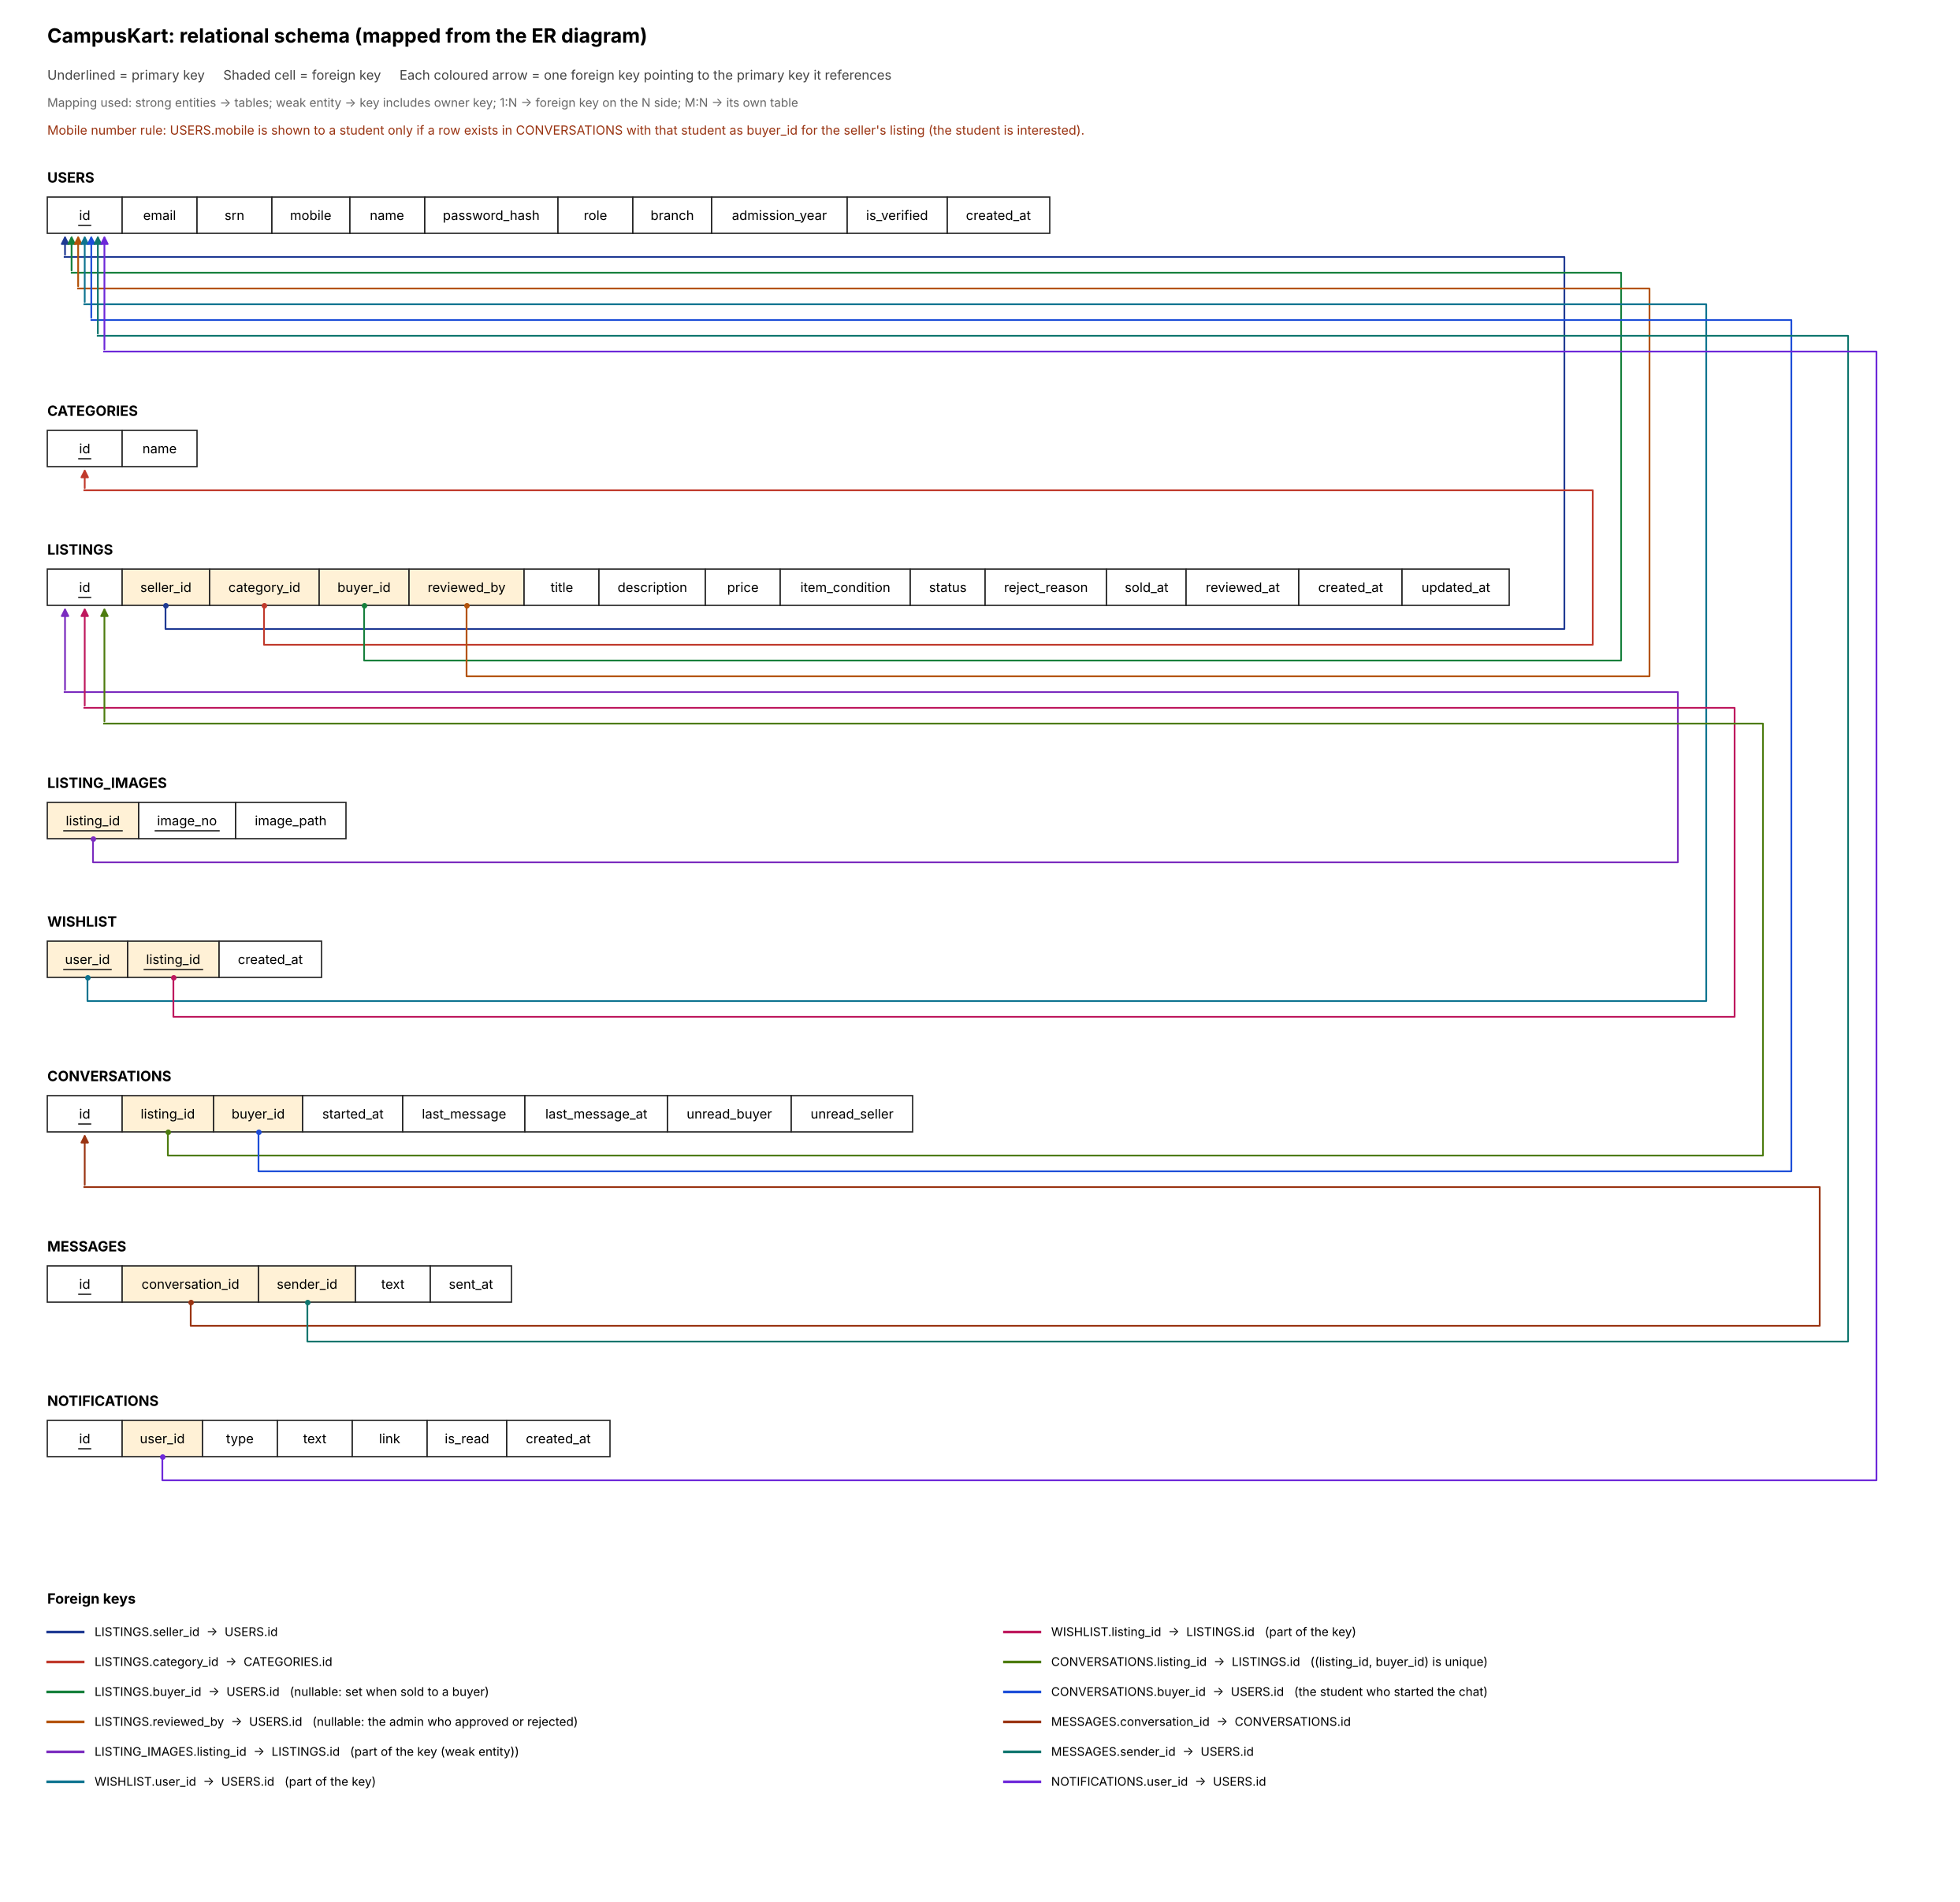 CampusKart: relational schema (mapped from the ER diagram)
Underlined = primary key Shaded cell = foreign key Each coloured arrow = one foreign key pointing to the primary key it references
Mapping used: strong entities → tables; weak entity → key includes owner key; 1:N → foreign key on the N side; M:N → its own table
Mobile number rule: USERS.mobile is shown to a student only if a row exists in CONVERSATIONS with that student as buyer_id for the seller's listing (the student is interested).
USERS
id email srn mobile name password_hash role branch admission_year is_verified created_at
CATEGORIES
id name
LISTINGS
id seller_id category_id buyer_id reviewed_by title description price item_condition status reject_reason sold_at reviewed_at created_at updated_at
LISTING_IMAGES
listing_id image_no image_path
WISHLIST
user_id listing_id created_at
CONVERSATIONS
id listing_id buyer_id started_at last_message last_message_at unread_buyer unread_seller
MESSAGES
id conversation_id sender_id text sent_at
NOTIFICATIONS
id user_id type text link is_read created_at
Foreign keys
LISTINGS.seller_id → USERS.id
LISTINGS.category_id → CATEGORIES.id
LISTINGS.buyer_id → USERS.id (nullable: set when sold to a buyer)
LISTINGS.reviewed_by → USERS.id (nullable: the admin who approved or rejected)
LISTING_IMAGES.listing_id → LISTINGS.id (part of the key (weak entity))
WISHLIST.user_id → USERS.id (part of the key)
WISHLIST.listing_id → LISTINGS.id (part of the key)
CONVERSATIONS.listing_id → LISTINGS.id ((listing_id, buyer_id) is unique)
CONVERSATIONS.buyer_id → USERS.id (the student who started the chat)
MESSAGES.conversation_id → CONVERSATIONS.id
MESSAGES.sender_id → USERS.id
NOTIFICATIONS.user_id → USERS.id